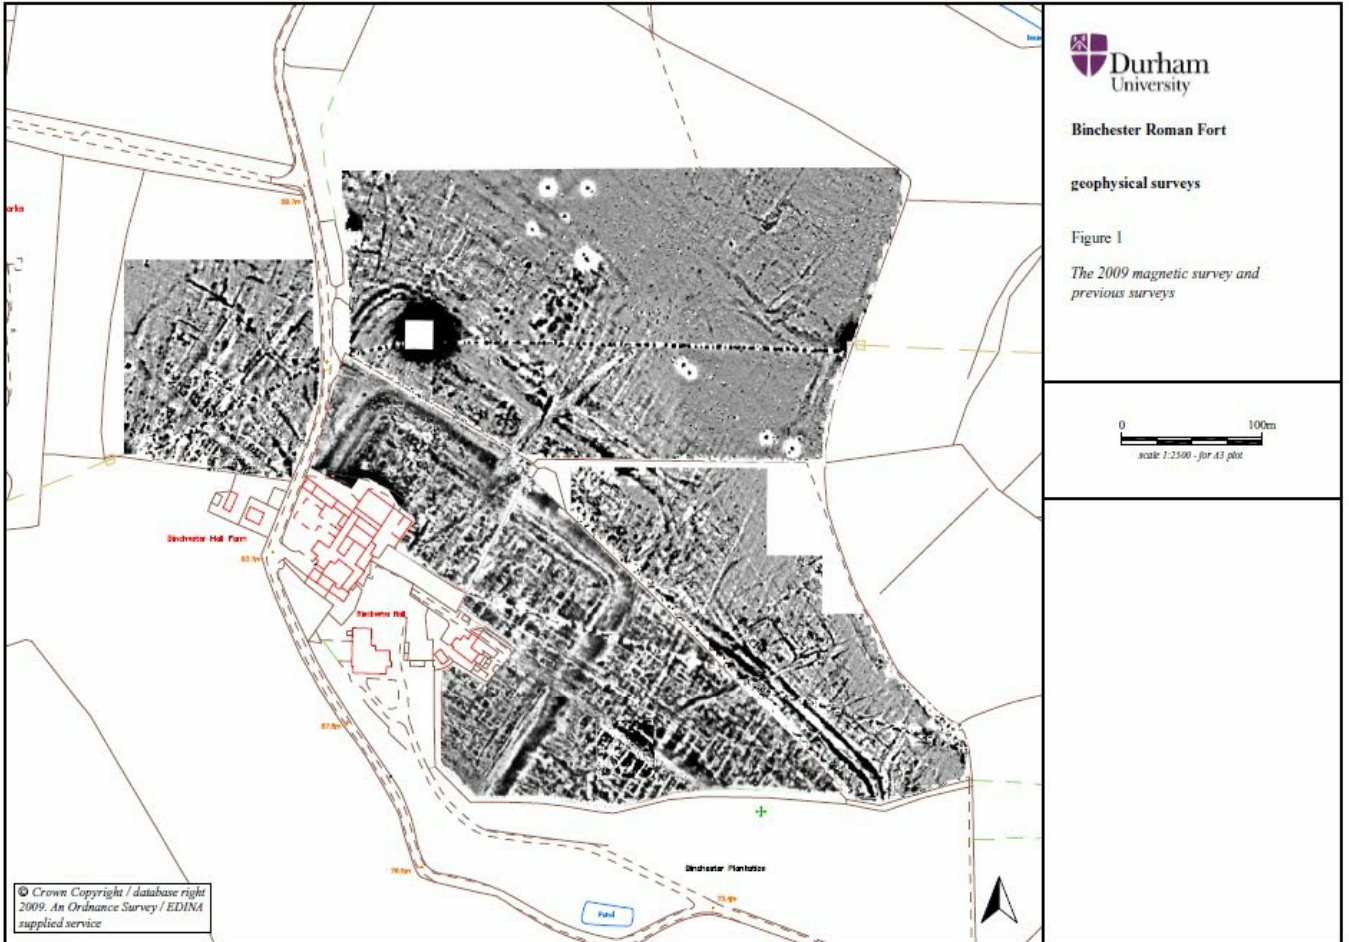 Durham
University
Binchester Roman Fort
geophysical surveys
Figure 1
The 2009 magnetic survey and
previous surveys
0 100m
scale 1:2500 - for A3 plot
Binchester Hall Farm
Binchester Hall
Binchester Plantation
Pond
© Crown Copyright / database right
2009. An Ordnance Survey / EDINA
supplied service